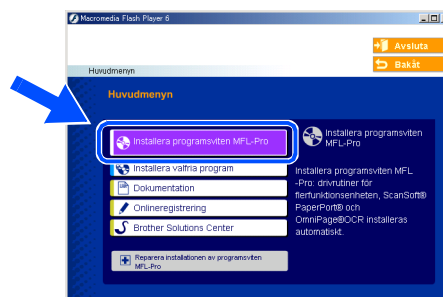 Macromedia Flash Player 6
Avsluta
Bakåt
Huvudmenyn
Huvudmenyn
Installera programsviten MFL-Pro
Installera valfria program
Dokumentation
Onlineregistrering
Brother Solutions Center
Reparera installationen av programsviten
MFL-Pro
Installera programsviten
MFL-Pro
Installera programsviten MFL
-Pro: drivrutiner för
flerfunktionsenheten, ScanSoft®
PaperPort® och
OmniPage®OCR installeras
automatiskt.